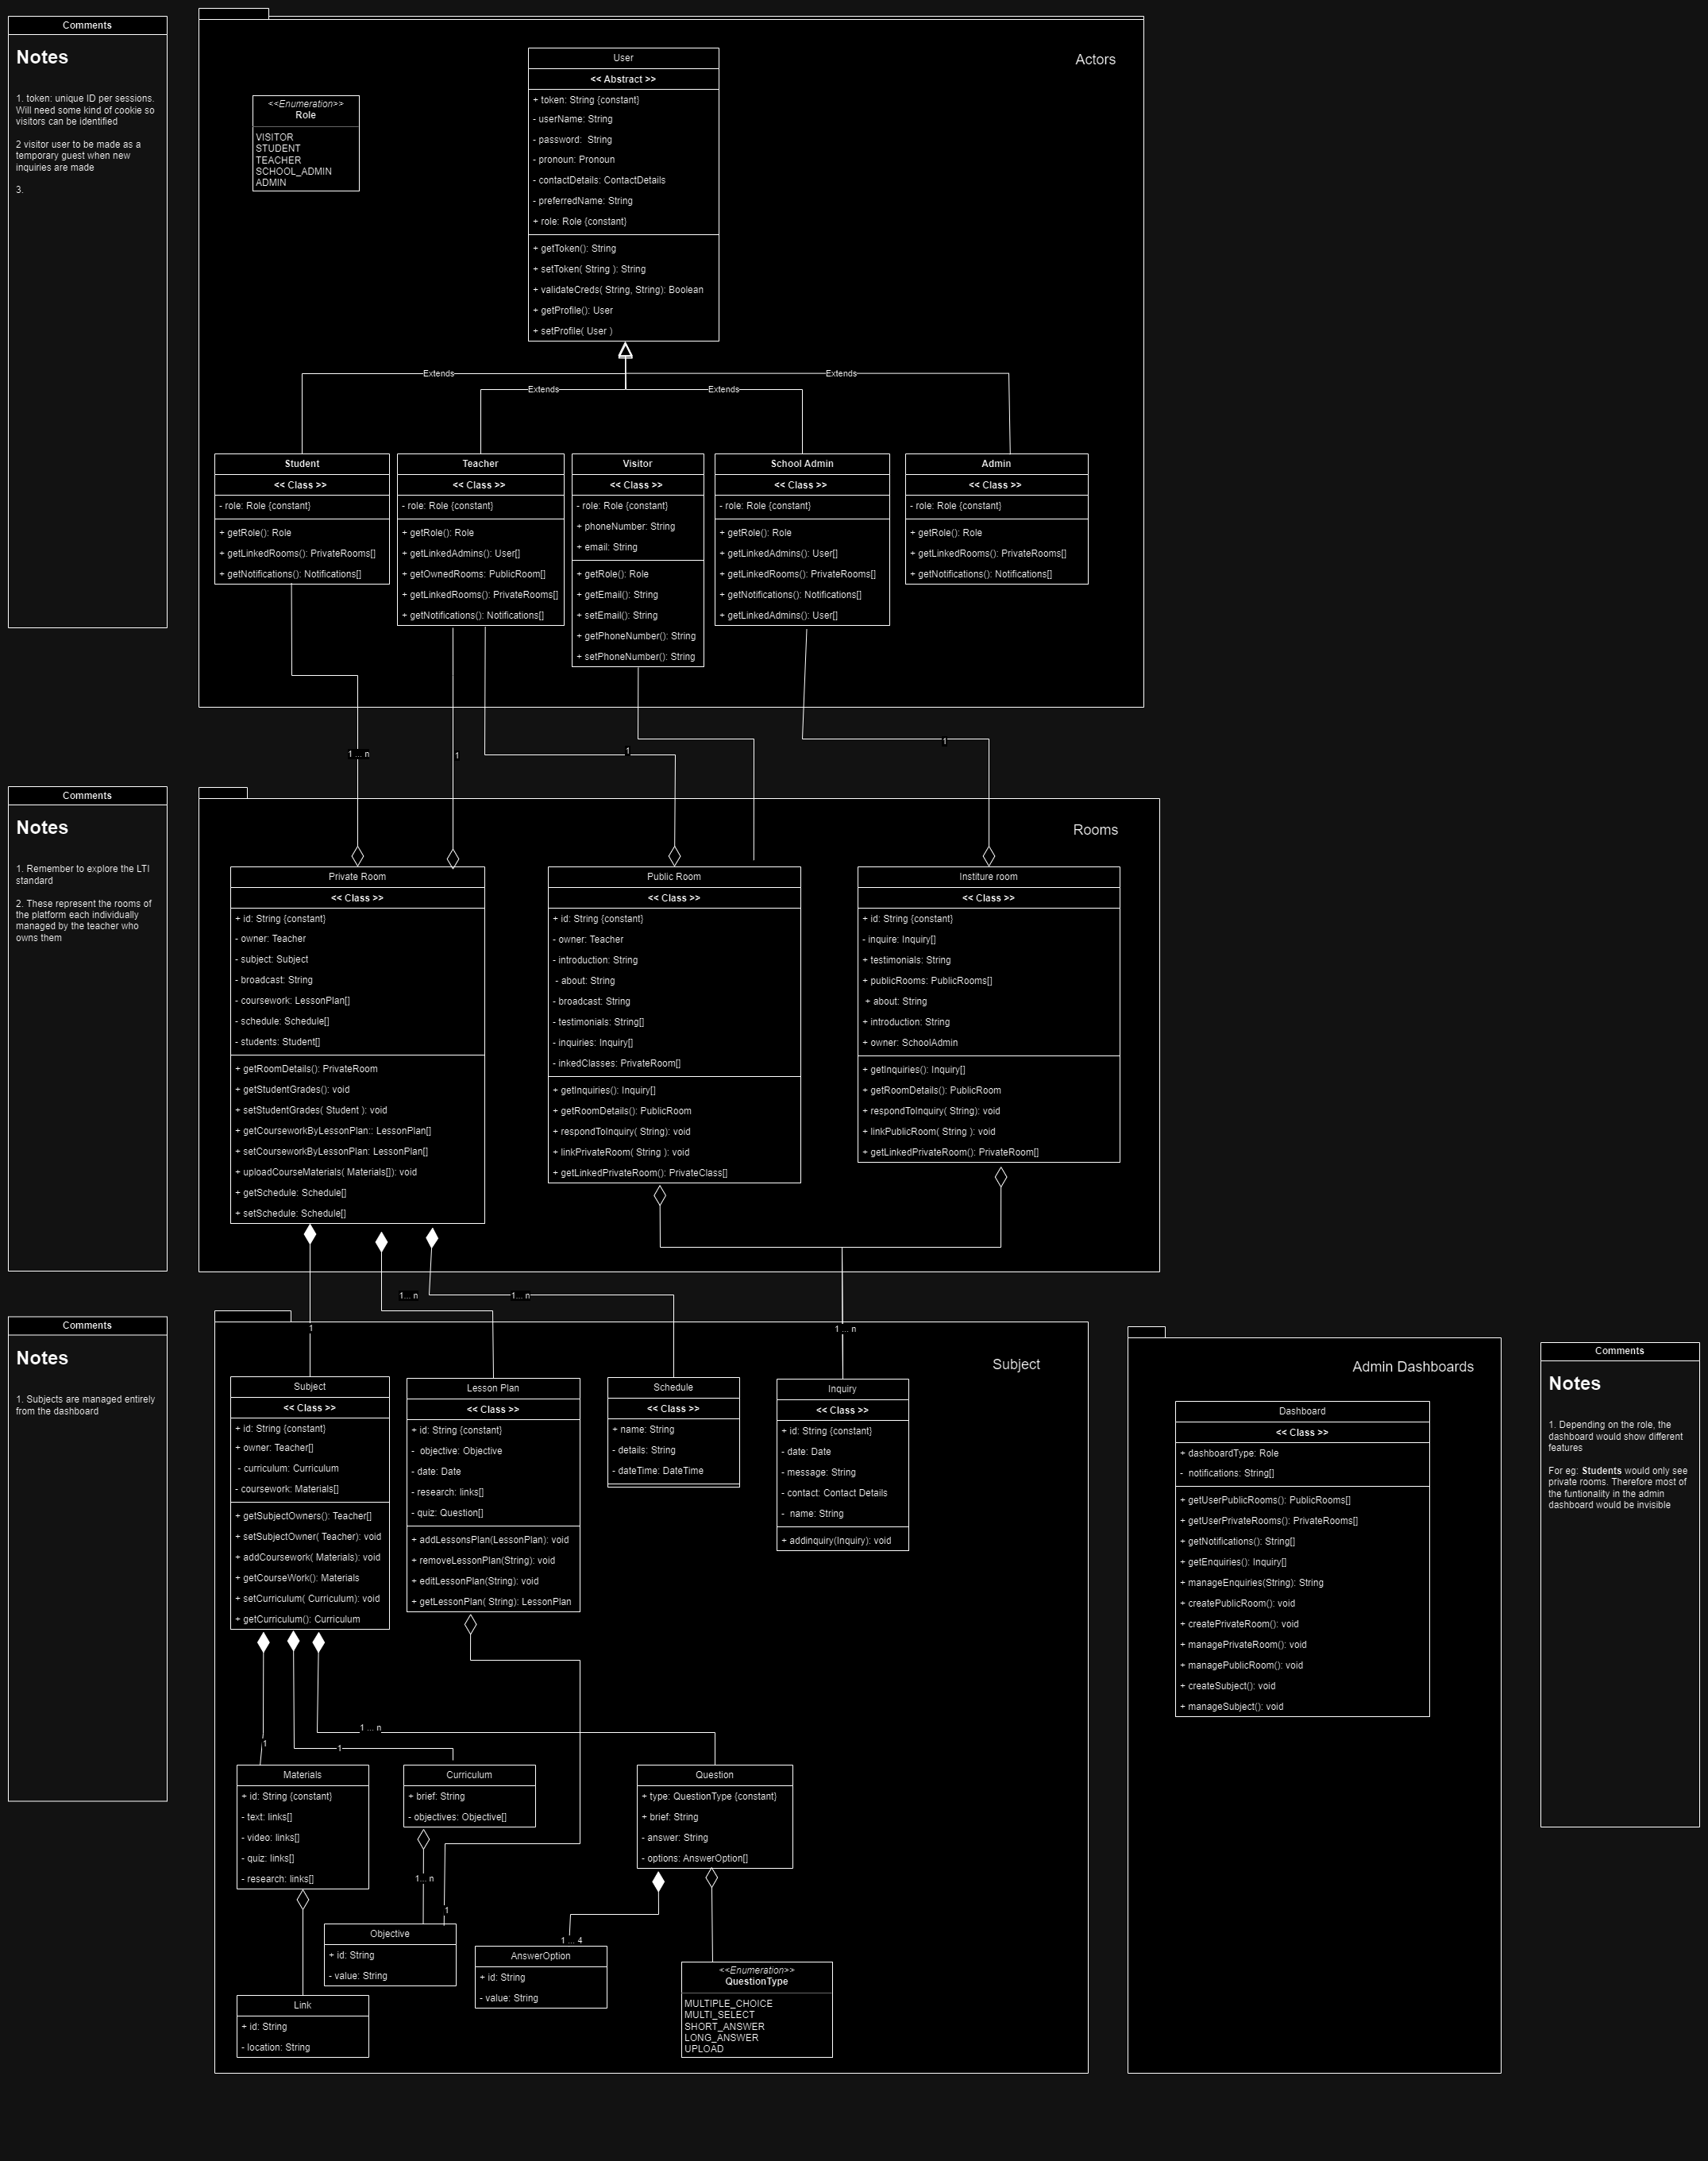 Comments
Notes
1. token: unique ID per sessions.
Will need some kind of cookie so
visitors can be identified
2 visitor user to be made as a
temporary guest when new
inquiries are made
3.
Actors
<<Enumeration>>
Role
VISITOR
STUDENT
TEACHER
SCHOOL_ADMIN
ADMIN
User
<< Abstract >>
+ token: String {constant}
- userName: String
- password:  String
- pronoun: Pronoun
- contactDetails: ContactDetails
- preferredName: String
+ role: Role {constant}
+ getToken(): String
+ setToken( String ): String
+ validateCreds( String, String): Boolean
+ getProfile(): User
+ setProfile( User )
Extends
Extends
Extends
Extends
Student
<< Class >>
- role: Role {constant}
+ getRole(): Role
+ getLinkedRooms(): PrivateRooms[]
+ getNotifications(): Notifications[]
Teacher
<< Class >>
- role: Role {constant}
+ getRole(): Role
+ getLinkedAdmins(): User[]
+ getOwnedRooms: PublicRoom[]
+ getLinkedRooms(): PrivateRooms[]
+ getNotifications(): Notifications[]
Visitor
<< Class >>
- role: Role {constant}
+ phoneNumber: String
+ email: String
+ getRole(): Role
+ getEmail(): String
+ setEmail(): String
+ getPhoneNumber(): String
+ setPhoneNumber(): String
School Admin
<< Class >>
- role: Role {constant}
+ getRole(): Role
+ getLinkedAdmins(): User[]
+ getLinkedRooms(): PrivateRooms[]
+ getNotifications(): Notifications[]
+ getLinkedAdmins(): User[]
Admin
<< Class >>
- role: Role {constant}
+ getRole(): Role
+ getLinkedRooms(): PrivateRooms[]
+ getNotifications(): Notifications[]
1 ... n
1
1
1
Comments
Notes
1. Remember to explore the LTI
standard
2. These represent the rooms of
the platform each individually
managed by the teacher who
owns them
Rooms
Private Room
<< Class >>
+ id: String {constant}
- owner: Teacher
- subject: Subject
- broadcast: String
- coursework: LessonPlan[]
- schedule: Schedule[]
- students: Student[]
+ getRoomDetails(): PrivateRoom
+ getStudentGrades(): void
+ setStudentGrades( Student ): void
+ getCourseworkByLessonPlan:: LessonPlan[]
+ setCourseworkByLessonPlan: LessonPlan[]
+ uploadCourseMaterials( Materials[]): void
+ getSchedule: Schedule[]
+ setSchedule: Schedule[]
Public Room
<< Class >>
+ id: String {constant}
- owner: Teacher
- introduction: String
- about: String
- broadcast: String
- testimonials: String[]
- inquiries: Inquiry[]
- inkedClasses: PrivateRoom[]
+ getInquiries(): Inquiry[]
+ getRoomDetails(): PublicRoom
+ respondToInquiry( String): void
+ linkPrivateRoom( String ): void
+ getLinkedPrivateRoom(): PrivateClass[]
Institure room
<< Class >>
+ id: String {constant}
- inquire: Inquiry[]
+ testimonials: String
+ publicRooms: PublicRooms[]
+ about: String
+ introduction: String
+ owner: SchoolAdmin
+ getInquiries(): Inquiry[]
+ getRoomDetails(): PublicRoom
+ respondToInquiry( String): void
+ linkPublicRoom( String ): void
+ getLinkedPrivateRoom(): PrivateRoom[]
1... n
1... n
1
1 ... n
Comments
Notes
1. Subjects are managed entirely
from the dashboard
Subject
Subject
<< Class >>
+ id: String {constant}
+ owner: Teacher[]
- curriculum: Curriculum
- coursework: Materials[]
+ getSubjectOwners(): Teacher[]
+ setSubjectOwner( Teacher): void
+ addCoursework( Materials): void
+ getCourseWork(): Materials
+ setCurriculum( Curriculum): void
+ getCurriculum(): Curriculum
Lesson Plan
<< Class >>
+ id: String {constant}
-  objective: Objective
- date: Date
- research: links[]
- quiz: Question[]
+ addLessonsPlan(LessonPlan): void
+ removeLessonPlan(String): void
+ editLessonPlan(String): void
+ getLessonPlan( String): LessonPlan
Schedule
<< Class >>
+ name: String
- details: String
- dateTime: DateTime
Inquiry
<< Class >>
+ id: String {constant}
- date: Date
- message: String
- contact: Contact Details
-  name: String
+ addinquiry(Inquiry): void
1 ... n
1
1
Materials
+ id: String {constant}
- text: links[]
- video: links[]
- quiz: links[]
- research: links[]
Curriculum
+ brief: String
- objectives: Objective[]
Question
+ type: QuestionType {constant}
+ brief: String
- answer: String
- options: AnswerOption[]
1... n
1
1 ... 4
Objective
+ id: String
- value: String
AnswerOption
+ id: String
- value: String
<<Enumeration>>
QuestionType
MULTIPLE_CHOICE
MULTI_SELECT
SHORT_ANSWER
LONG_ANSWER
UPLOAD
Link
+ id: String
- location: String
Admin Dashboards
Dashboard
<< Class >>
+ dashboardType: Role
-  notifications: String[]
+ getUserPublicRooms(): PublicRooms[]
+ getUserPrivateRooms(): PrivateRooms[]
+ getNotifications(): String[]
+ getEnquiries(): Inquiry[]
+ manageEnquiries(String): String
+ createPublicRoom(): void
+ createPrivateRoom(): void
+ managePrivateRoom(): void
+ managePublicRoom(): void
+ createSubject(): void
+ manageSubject(): void
Comments
Notes
1. Depending on the role, the
dashboard would show different
features
For eg: Students would only see
private rooms. Therefore most of
the funtionality in the admin
dashboard would be invisible